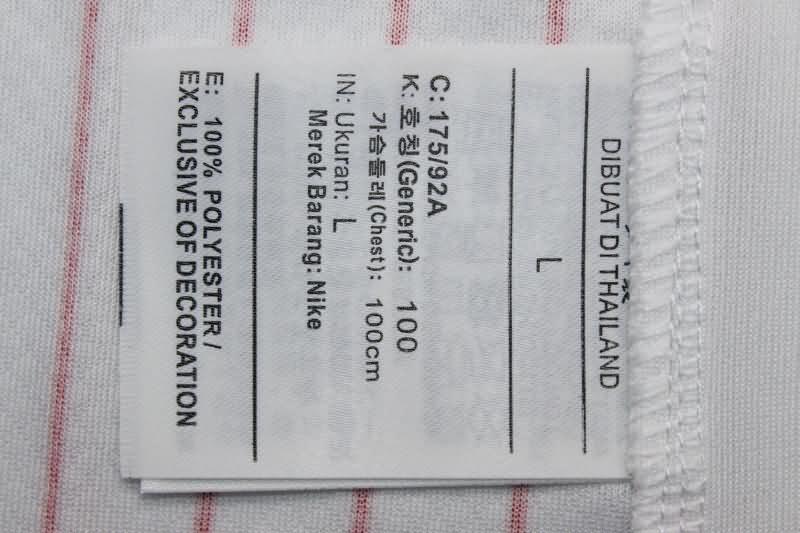 DIBUAT DI THAILAND
L
C: 175/92A
K: 호칭(Generic): 100
가슴둘레(Chest): 100cm
IN: Ukuran: L
Merek Barang: Nike
E: 100% POLYESTER/
EXCLUSIVE OF DECORATION